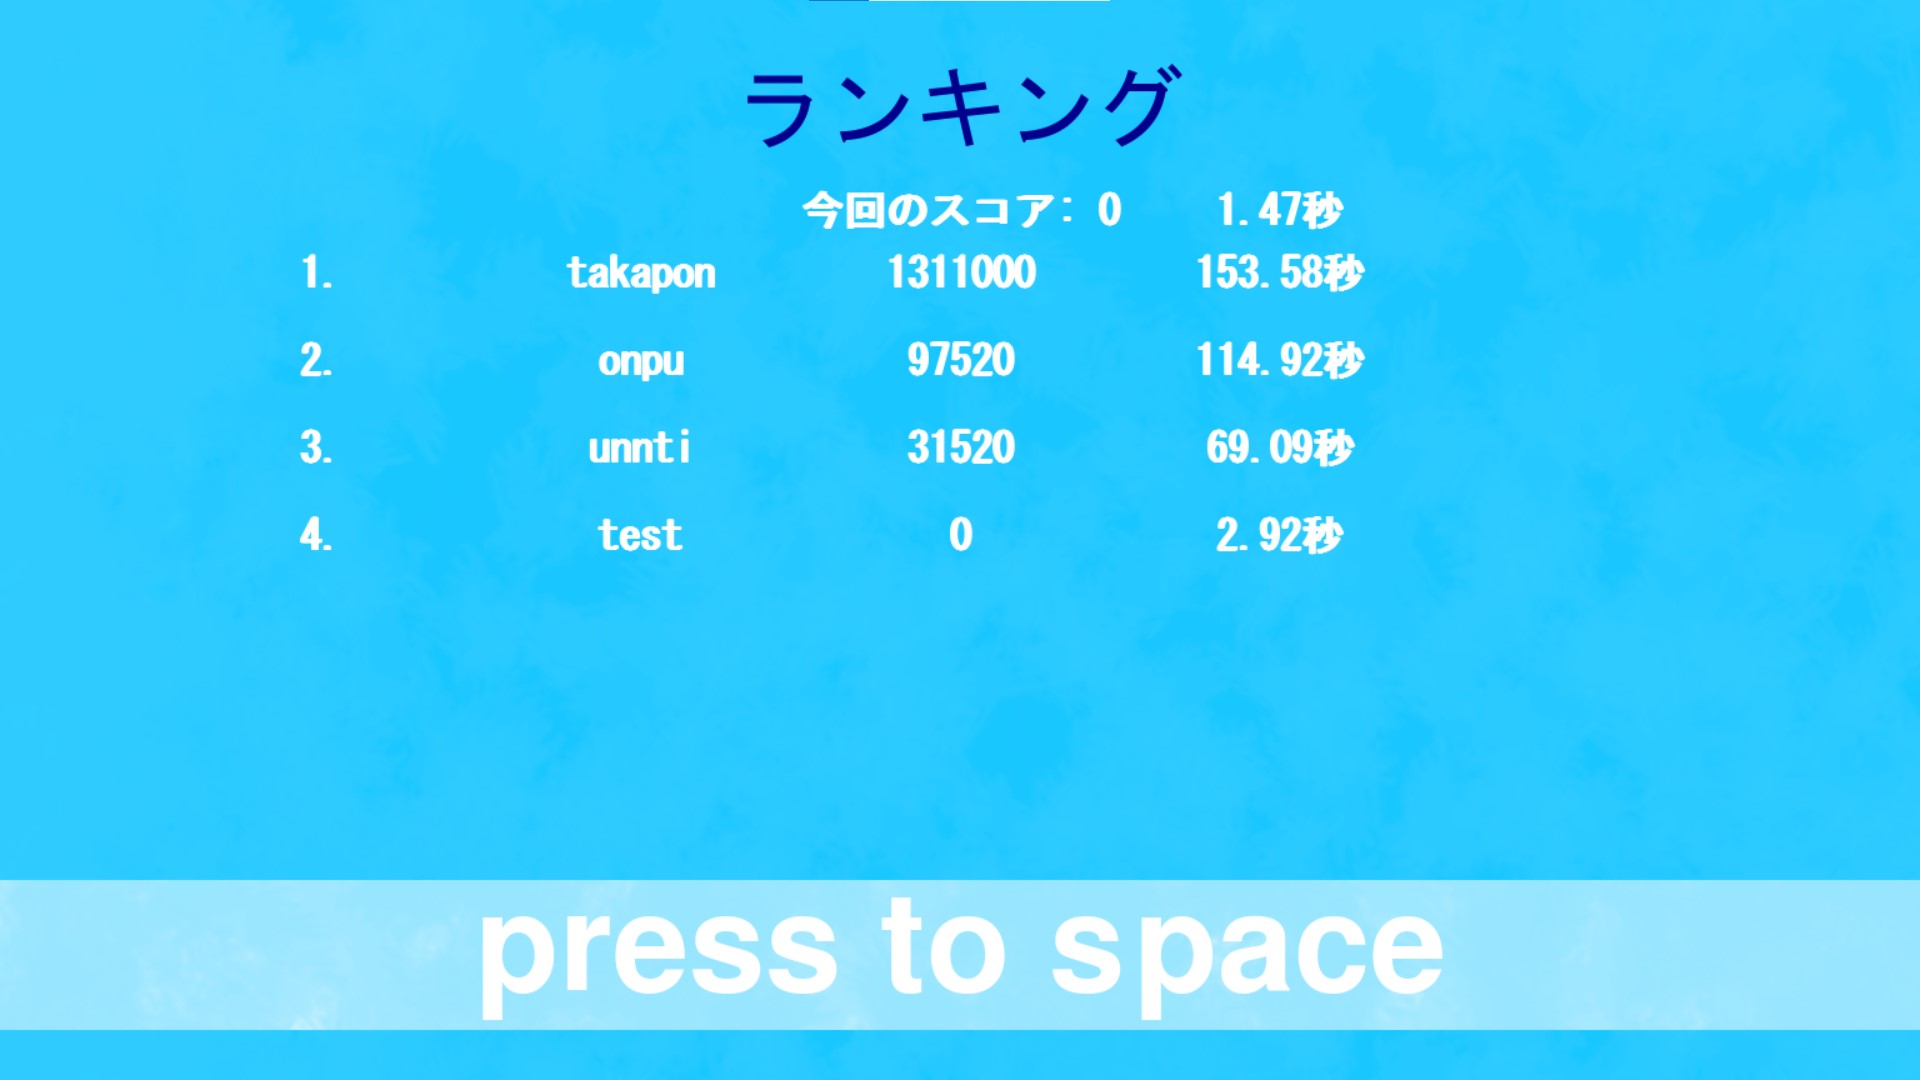 ランキング
今回のスコア: 0 1.47秒
1. takapon 1311000 153.58秒
2. onpu 97520 114.92秒
3. unnti 31520 69.09秒
4. test 0 2.92秒
press to space